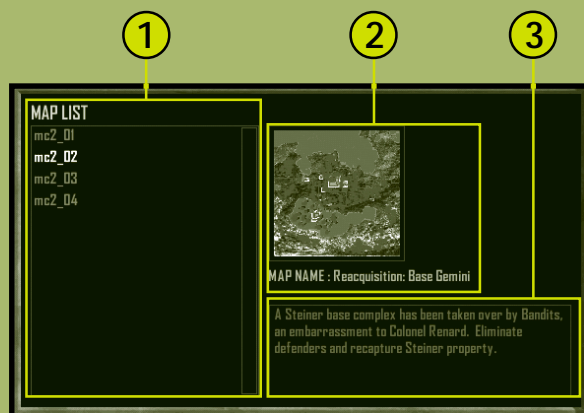 1 2 3
MAP LIST
mc2_01
mc2_02
mc2_03
mc2_04
MAP NAME : Reacquisition: Base Gemini
A Steiner base complex has been taken over by Bandits,
an embarrassment to Colonel Renard. Eliminate
defenders and recapture Steiner property.